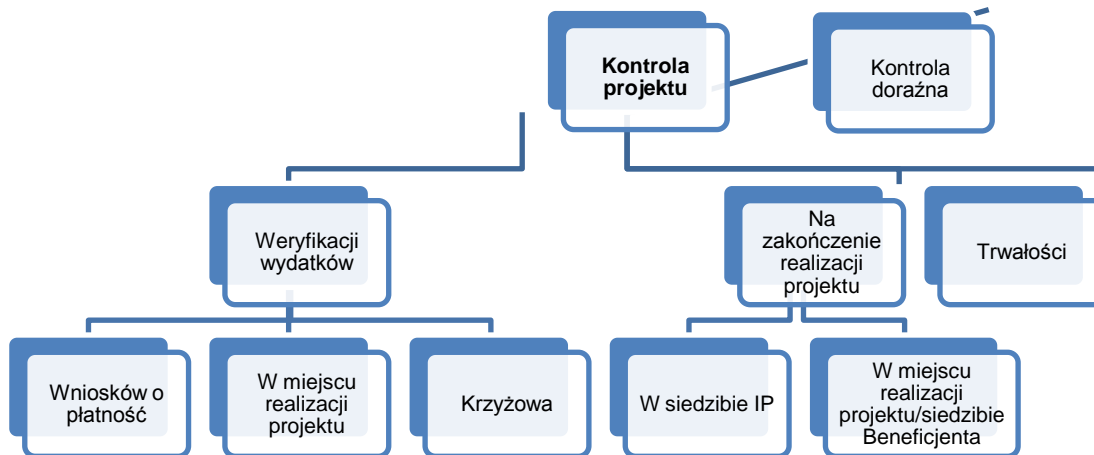 Kontrola
projektu
Kontrola
doraźna
Weryfikacji
wydatków
Na
zakończenie
realizacji
projektu
Trwałości
Wniosków o
płatność
W miejscu
realizacji
projektu
Krzyżowa
W siedzibie IP
W miejscu
realizacji
projektu/siedzibie
Beneficjenta